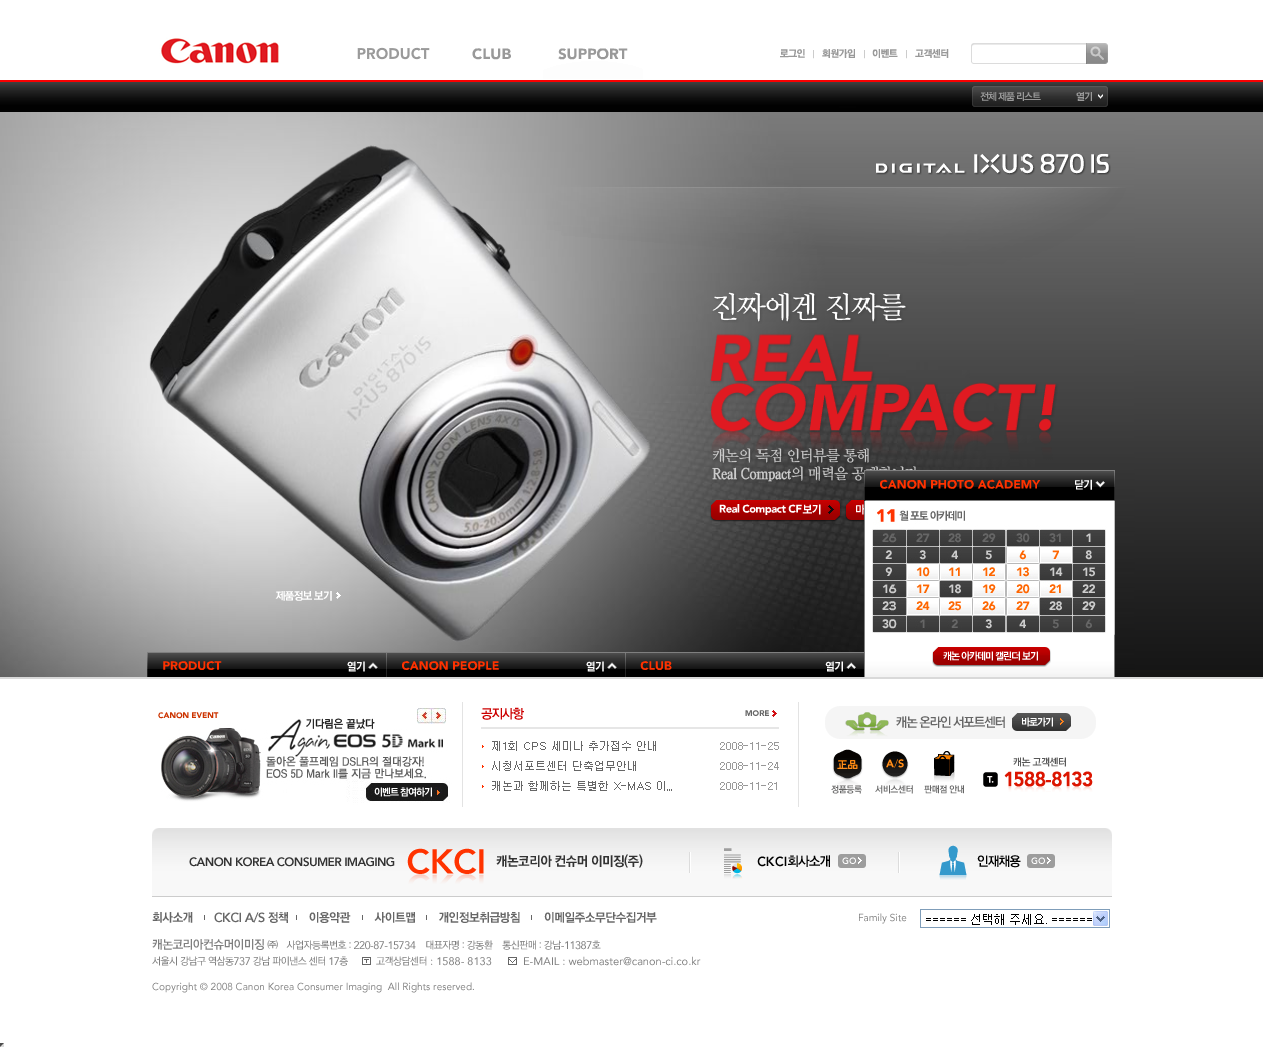 Canon
PRODUCT CLUB SUPPORT
로그인 회원가입 이벤트 고객센터
전체 제품 리스트 열기
DIGITAL IXUS 870 IS
Canon
DIGITAL
IXUS 870 IS
CANON ZOOM LENS 4X IS
5.0-20.0mm 1:2.8-5.8
진짜에겐 진짜를
REAL
COMPACT!
캐논의 독점 인터뷰를 통해
Real Compact의 매력을
Real Compact CF보기
제품정보 보기
CANON PHOTO ACADEMY 닫기
11 월 포토 아카데미
26 27 28 29 30 31 1
2 3 4 5 6 7 8
9 10 11 12 13 14 15
16 17 18 19 20 21 22
23 24 25 26 27 28 29
30 1 2 3 4 5 6
캐논 아카데미 캘린더 보기
PRODUCT 열기 CANON PEOPLE 열기 CLUB 열기
CANON EVENT
기다림은 끝났다
Again, EOS 5D Mark II
돌아온 풀프레임 DSLR의 절대강자!
EOS 5D Mark II를 지금 만나보세요.
이벤트 참여하기
공지사항 MORE
제1회 CPS 세미나 추가접수 안내 2008-11-25
시청서포트센터 단축업무안내 2008-11-24
캐논과 함께하는 특별한 X-MAS 이... 2008-11-21
캐논 온라인 서포트센터 바로가기
正品 A/S
정품등록 서비스센터 판매점 안내
캐논 고객센터
T. 1588-8133
CANON KOREA CONSUMER IMAGING CKCI 캐논코리아 컨슈머 이미징(주)
CKCI회사소개 GO
인재채용 GO
회사소개 CKCI A/S 정책 이용약관 사이트맵 개인정보취급방침 이메일주소무단수집거부
Family Site ====== 선택해 주세요. ======
캐논코리아컨슈머이미징 ㈜ 사업자등록번호 : 220-87-15734 대표자명 : 강동환 통신판매 : 강남-11387호
서울시 강남구 역삼동737 강남 파이낸스 센터 17층 T 고객상담센터 : 1588- 8133 E-MAIL : webmaster@canon-ci.co.kr
Copyright © 2008 Canon Korea Consumer Imaging All Rights reserved.